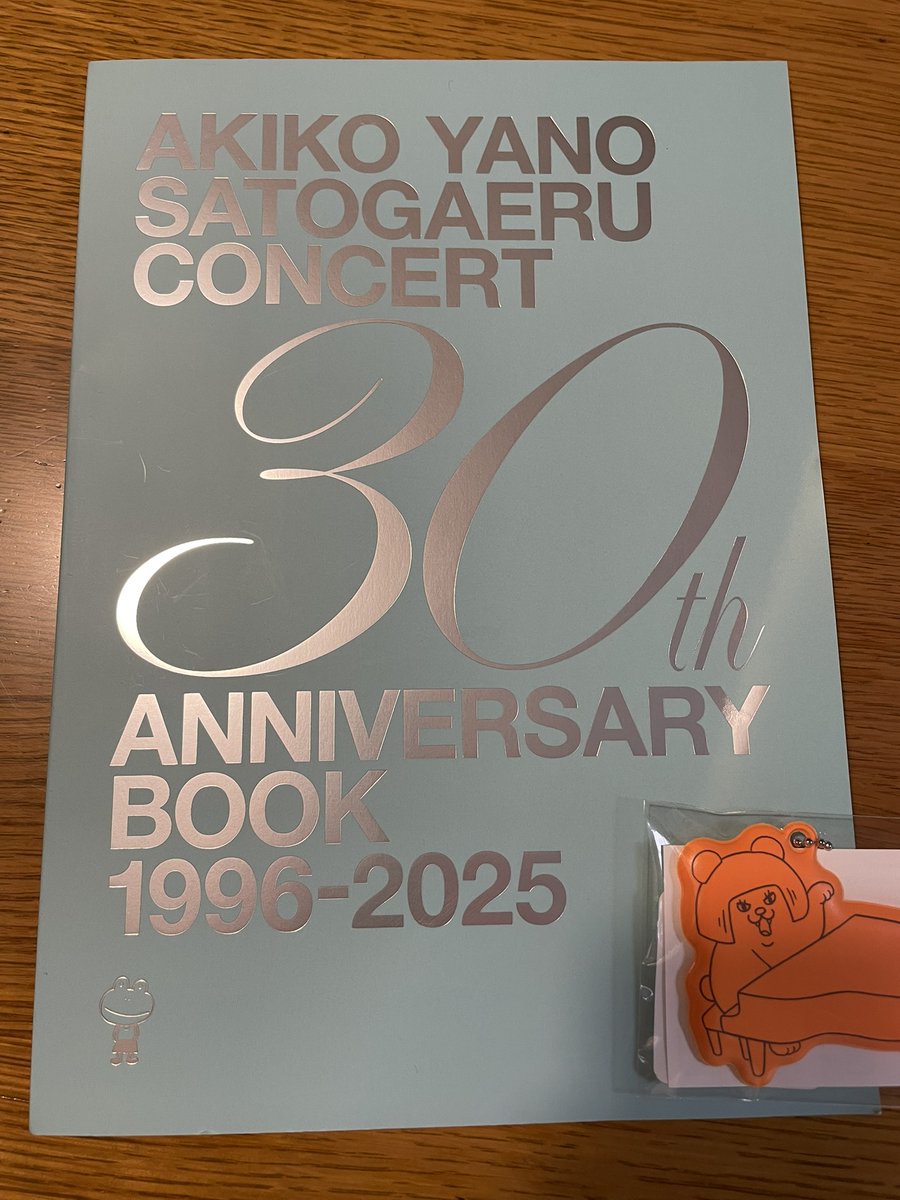 AKIKO YANO
SATOGAERU
CONCERT
30th
ANNIVERSARY
BOOK
1996-2025